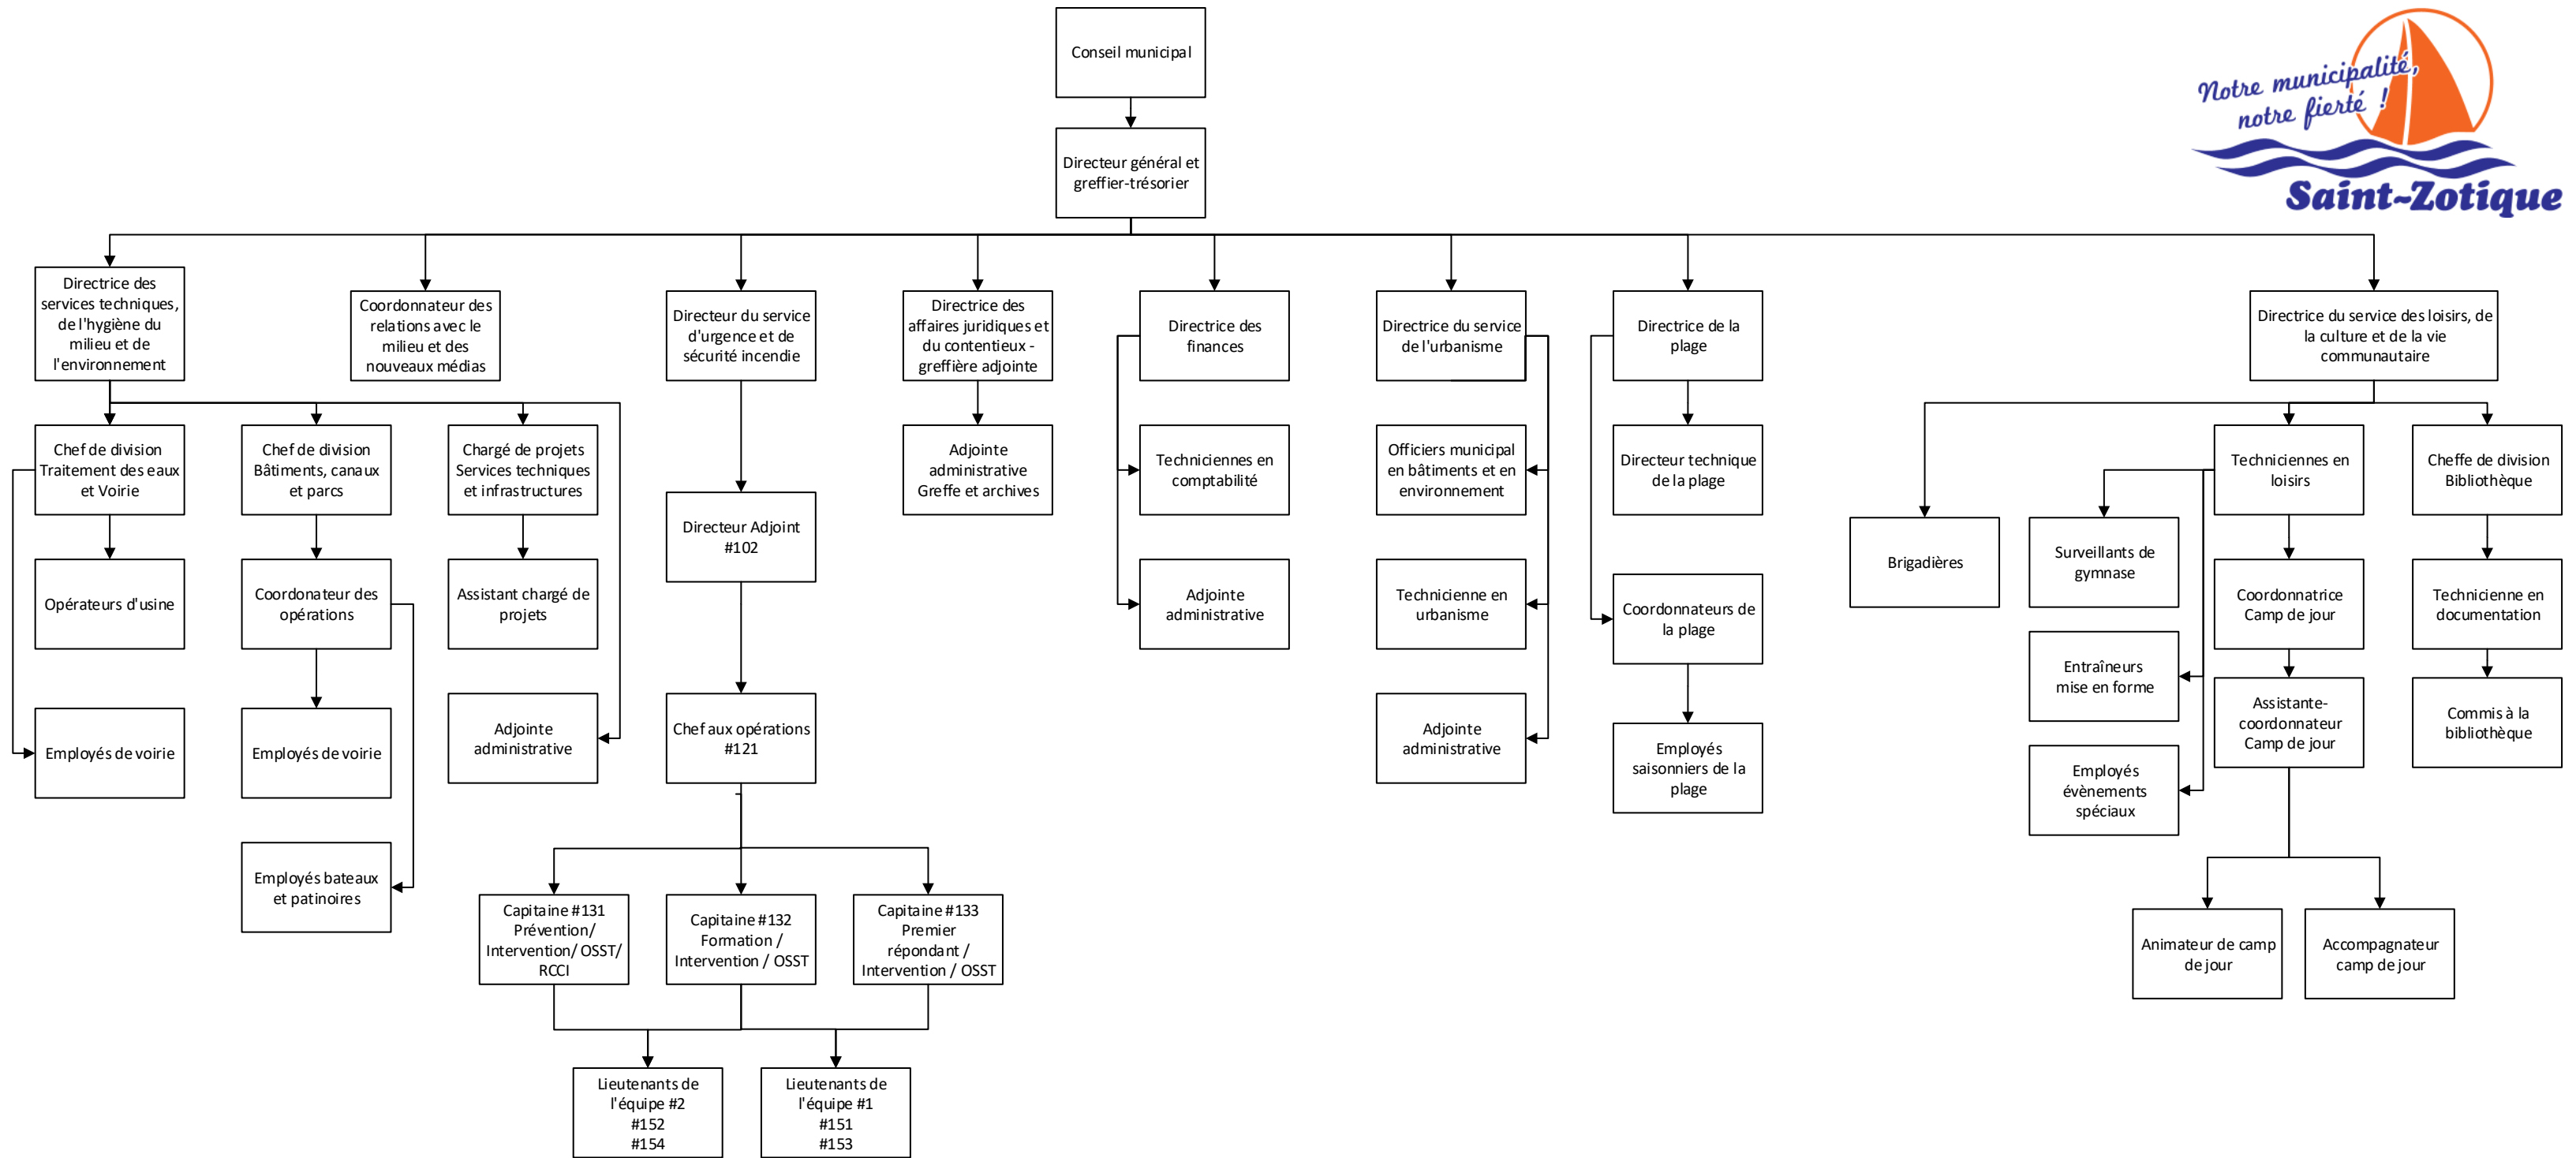 Conseil municipal
Notre municipalité,
notre fierté !
Saint~Zotique
Directeur général et
greffier-trésorier
Directrice des
services techniques,
de l'hygiène du
milieu et de
l'environnement
Coordonnateur des
relations avec le
milieu et des
nouveaux médias
Directeur du service
d'urgence et de
sécurité incendie
Directrice des
affaires juridiques et
du contentieux -
greffière adjointe
Directrice des
finances
Directrice du service
de l'urbanisme
Directrice de la
plage
Directrice du service des loisirs, de
la culture et de la vie
communautaire
Chef de division
Traitement des eaux
et Voirie
Chef de division
Bâtiments, canaux
et parcs
Chargé de projets
Services techniques
et infrastructures
Adjointe
administrative
Greffe et archives
Techniciennes en
comptabilité
Officiers municipal
en bâtiments et en
environnement
Directeur technique
de la plage
Techniciennes en
loisirs
Cheffe de division
Bibliothèque
Directeur Adjoint
#102
Brigadières
Surveillants de
gymnase
Opérateurs d'usine
Coordonateur des
opérations
Assistant chargé de
projets
Adjointe
administrative
Technicienne en
urbanisme
Coordonnateurs de
la plage
Coordonnatrice
Camp de jour
Technicienne en
documentation
Entraîneurs
mise en forme
Employés de voirie
Employés de voirie
Adjointe
administrative
Chef aux opérations
#121
Adjointe
administrative
Employés
saisonniers de la
plage
Assistante-
coordonnateur
Camp de jour
Commis à la
bibliothèque
Employés
évènements
spéciaux
Employés bateaux
et patinoires
Capitaine #131
Prévention/
Intervention/ OSST/
RCCI
Capitaine #132
Formation /
Intervention / OSST
Capitaine #133
Premier
répondant /
Intervention / OSST
Animateur de camp
de jour
Accompagnateur
camp de jour
Lieutenants de
l'équipe #2
#152
#154
Lieutenants de
l'équipe #1
#151
#153